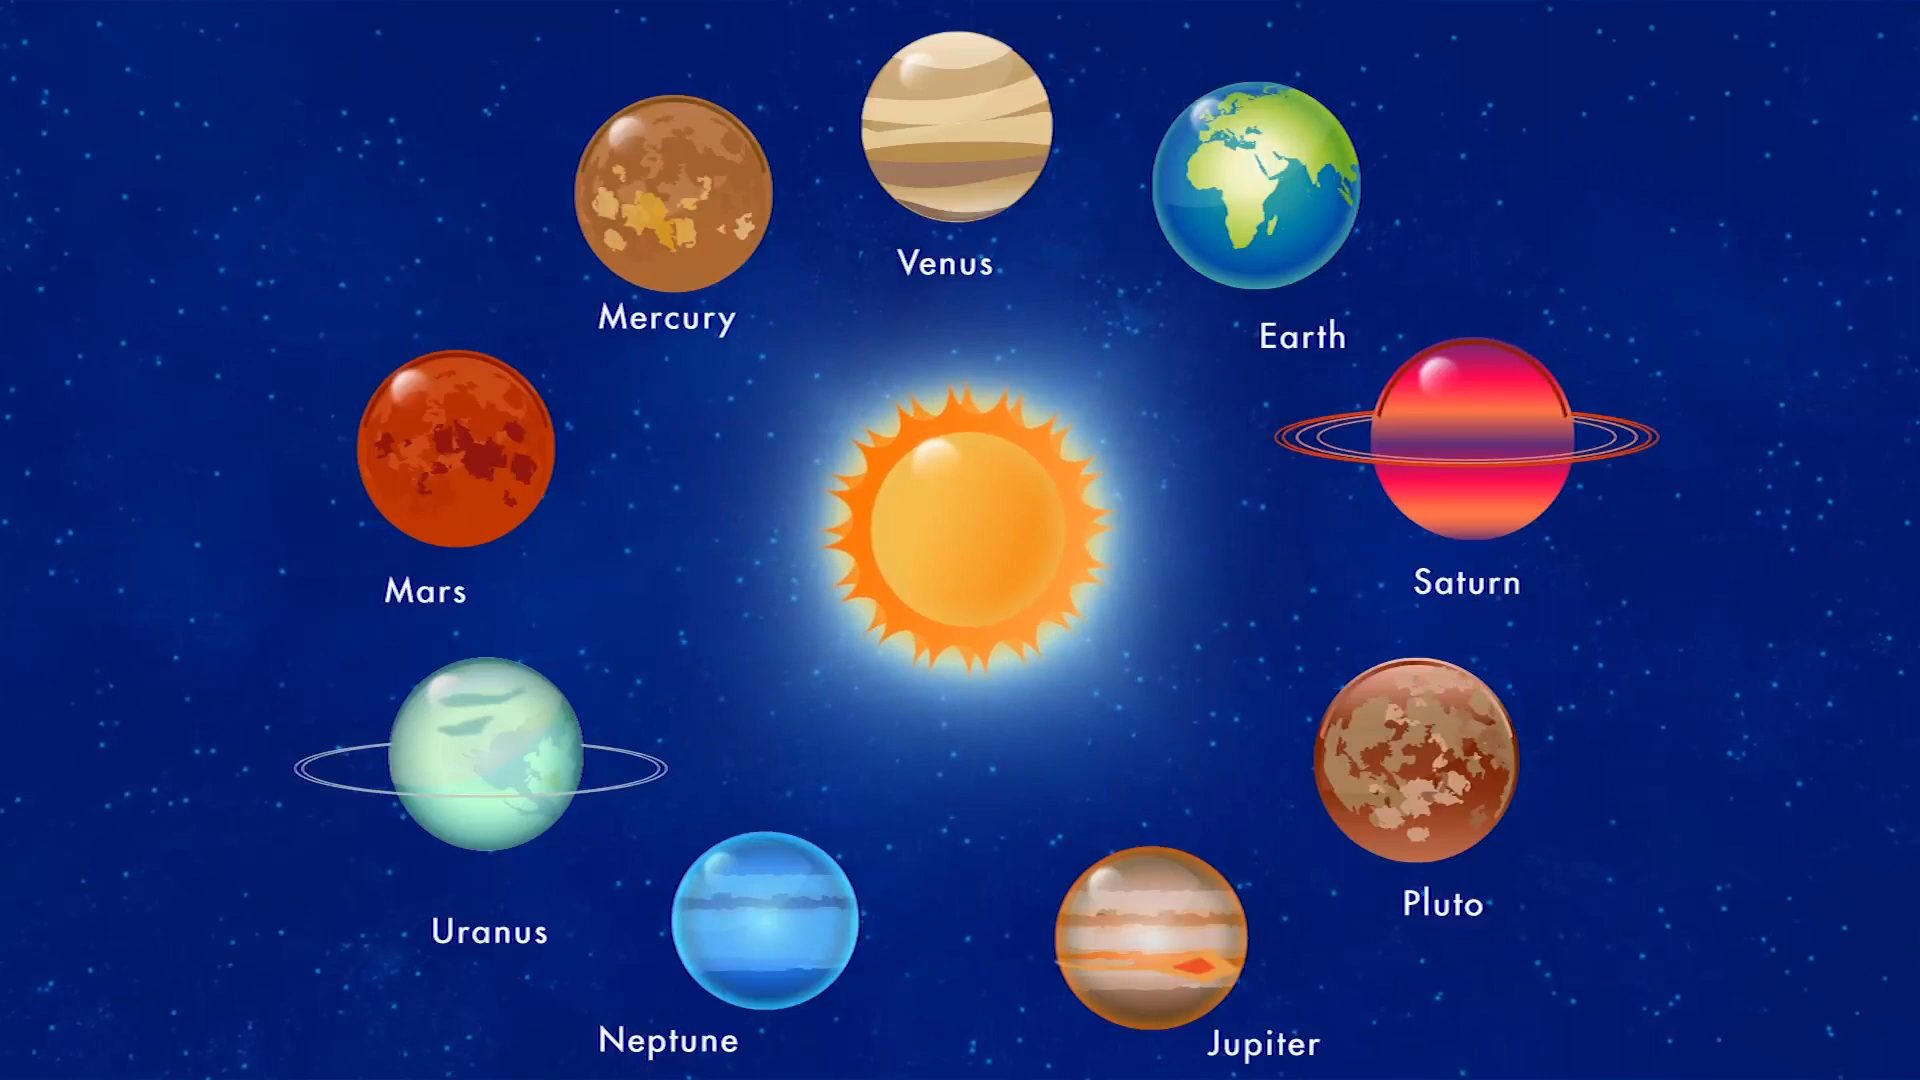 Venus
Mercury
Earth
Mars
Saturn
Uranus
Pluto
Neptune
Jupiter